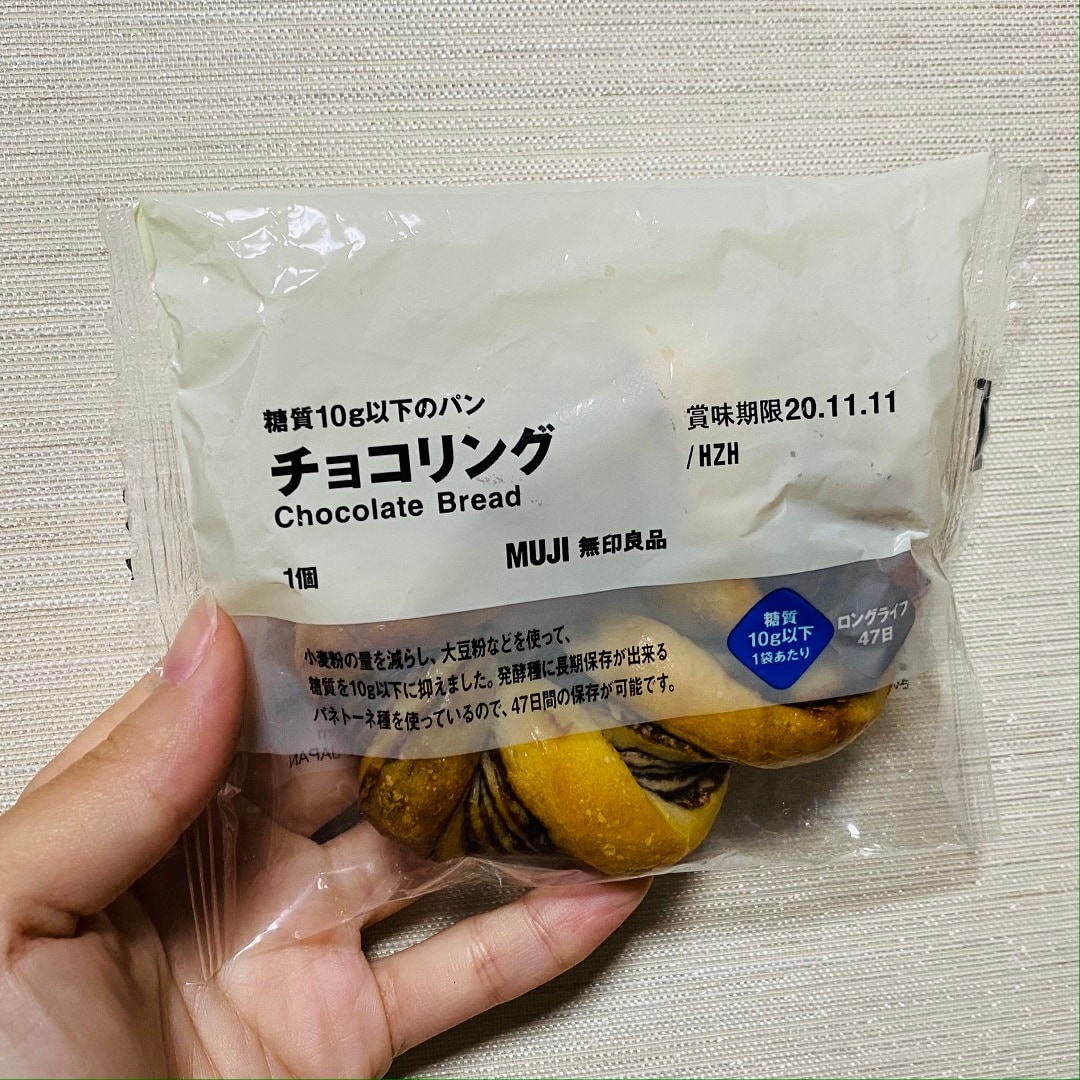 糖質10g以下のパン
チョコリング
Chocolate Bread
賞味期限20.11.11
/HZH
1個
MUJI 無印良品
小麦粉の量を減らし、大豆粉などを使って、
糖質を10g以下に抑えました。発酵種に長期保存が出来る
パネトーネ種を使っているので、47日間の保存が可能です。
糖質
10g以下
1袋あたり
ロングライフ
47日
JAPAN